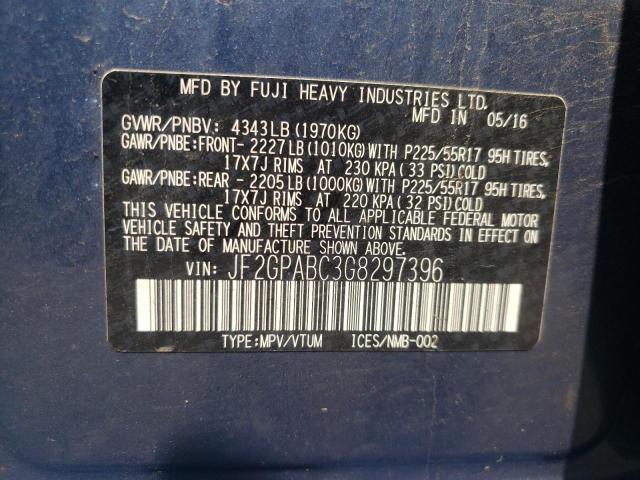 MFD BY FUJI HEAVY INDUSTRIES LTD.
MFD IN 05/16
GVWR/PNBV: 4343LB(1970KG)
GAWR/PNBE:FRONT- 2227LB(1010KG)WITH P225/55R17 95H TIRES,
17X7J RIMS AT 230 KPA(33 PSI)COLD
GAWR/PNBE:REAR - 2205LB(1000KG)WITH P225/55R17 95H TIRES,
17X7J RIMS AT 220 KPA(32 PSI)COLD
THIS VEHICLE CONFORMS TO ALL APPLICABLE FEDERAL MOTOR
VEHICLE SAFETY AND THEFT PREVENTION STANDARDS IN EFFECT ON
THE DATE OF MANUFACTURE SHOWN ABOVE.
VIN: JF2GPABC3G8297396
TYPE:MPV/VTUM ICES/NMB-002